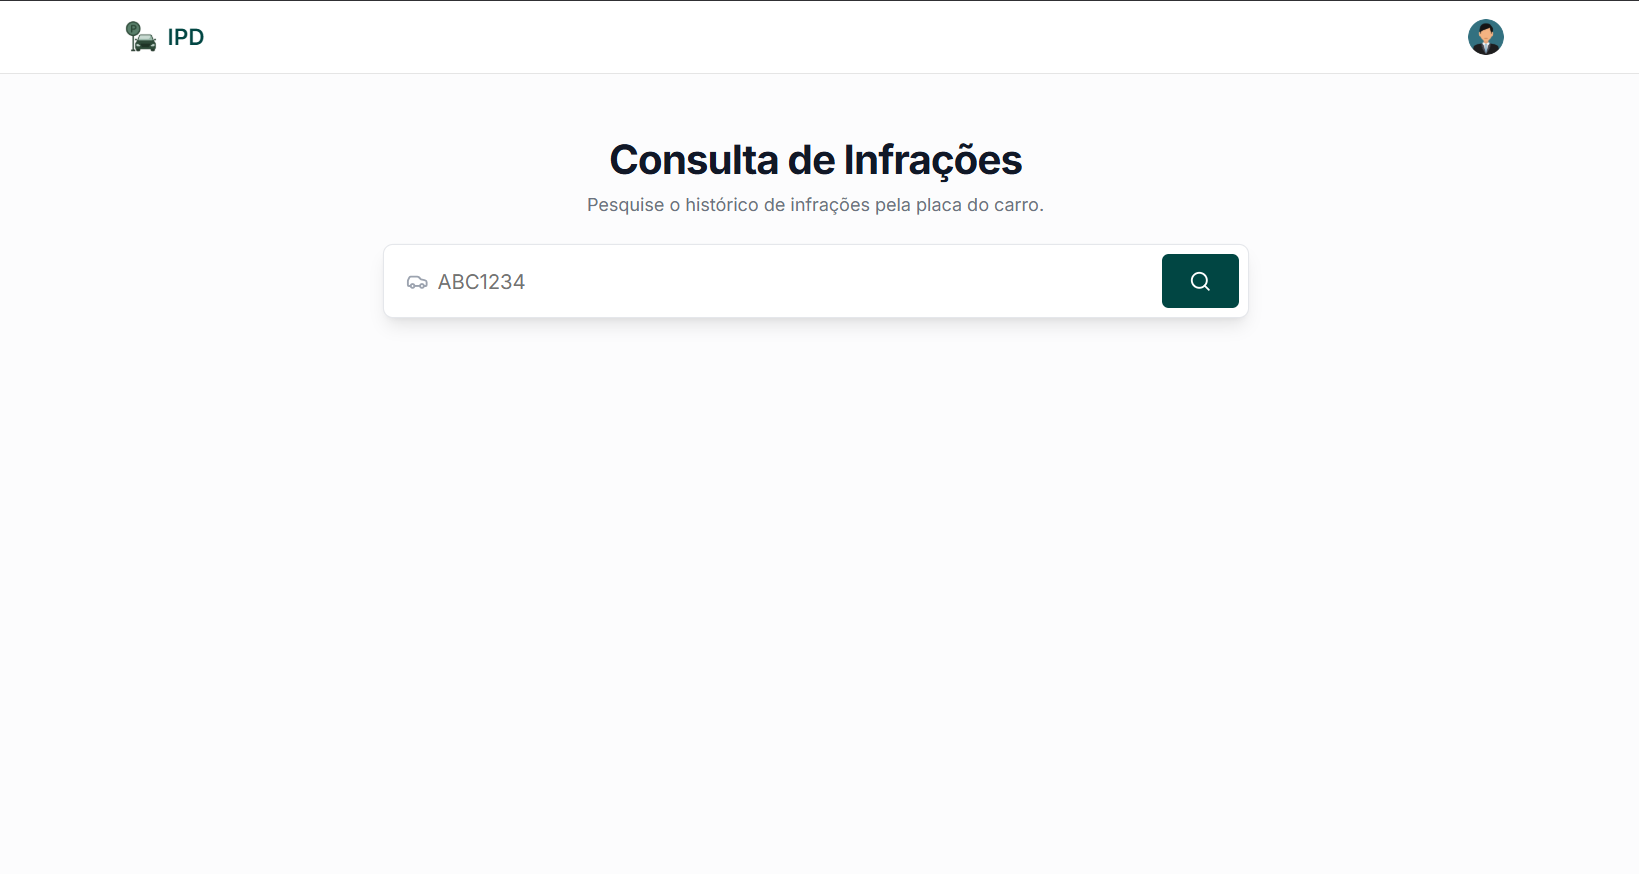 P
IPD
Consulta de Infrações
Pesquise o histórico de infrações pela placa do carro.
ABC1234